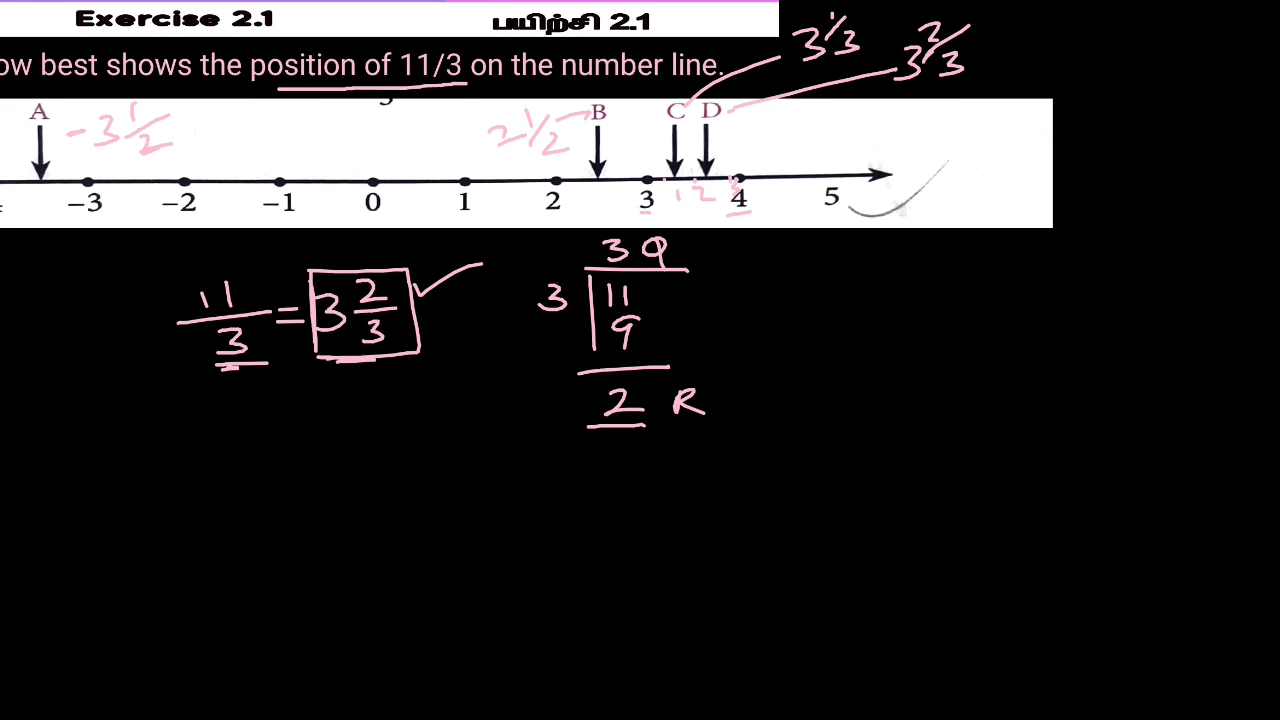 Exercise 2.1 பயிற்சி 2.1
ow best shows the position of 11/3 on the number line.
3 1/3
3 2/3
A B C D
-3 1/2
2 1/2
−3 −2 −1 0 1 2 3 4 5
1 2 3
11/3 = 3 2/3
3 Q
3 11
9
2 R